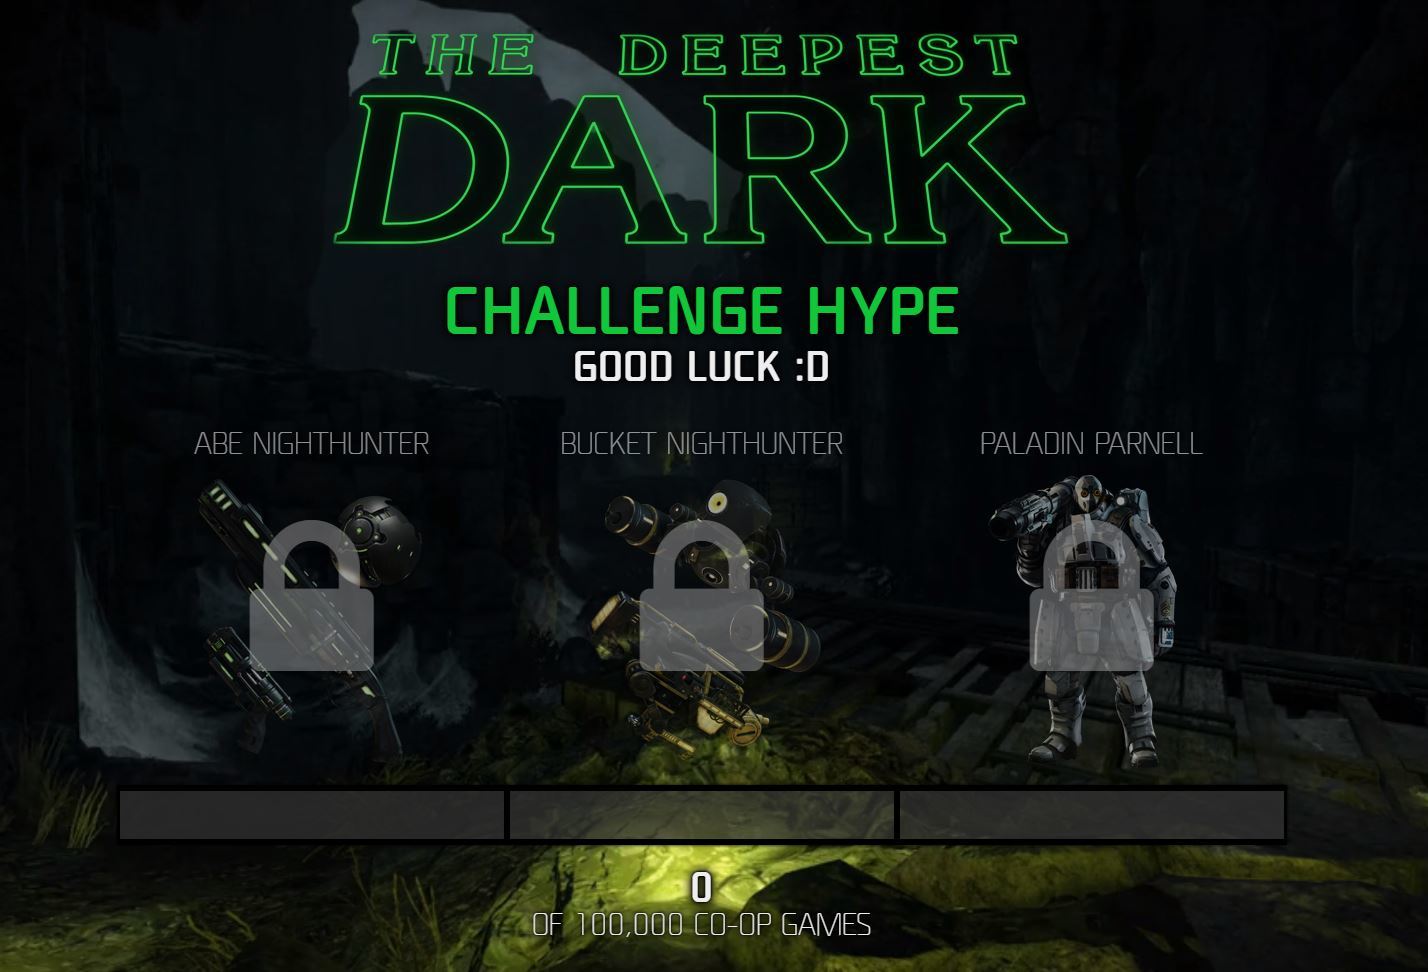 THE DEEPEST
DARK
CHALLENGE HYPE
GOOD LUCK :D
ABE NIGHTHUNTER
BUCKET NIGHTHUNTER
PALADIN PARNELL
0
OF 100,000 CO-OP GAMES